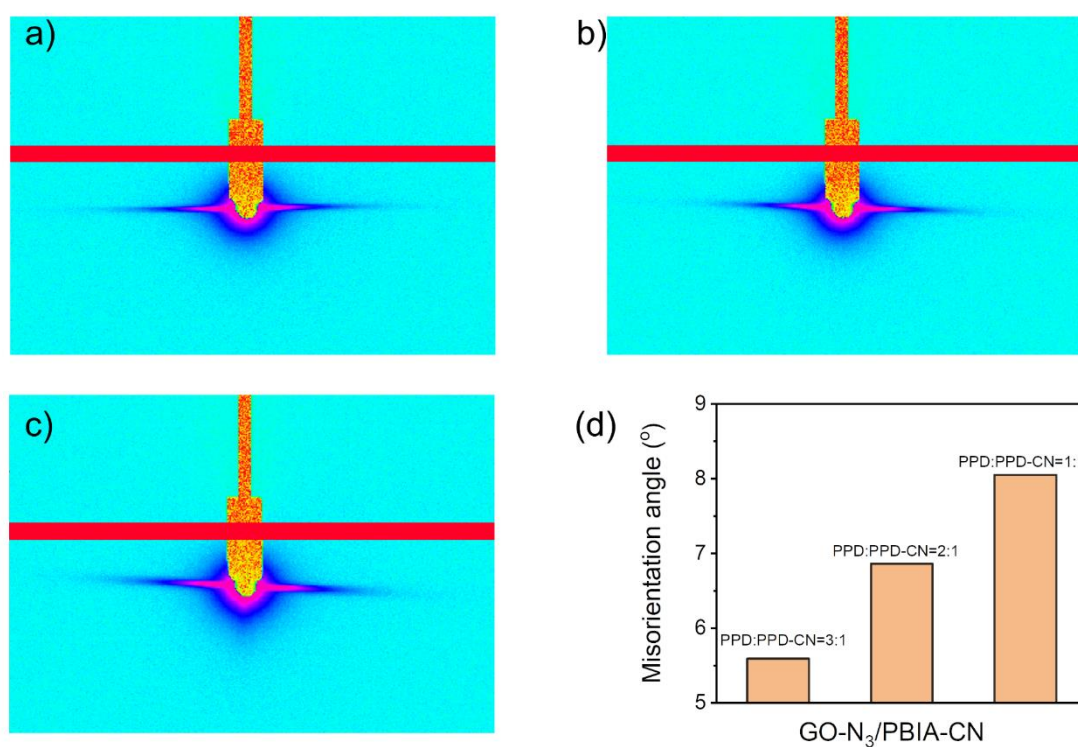 a)
b)
c)
(d)
Misorientation angle (°)
9
8
7
6
5
PPD:PPD-CN=3:1
PPD:PPD-CN=2:1
PPD:PPD-CN=1:
GO-N₃/PBIA-CN